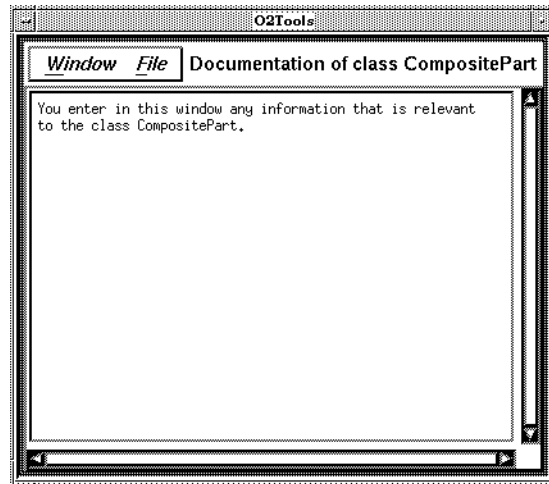 O2Tools
Window File Documentation of class CompositePart
You enter in this window any information that is relevant
to the class CompositePart.